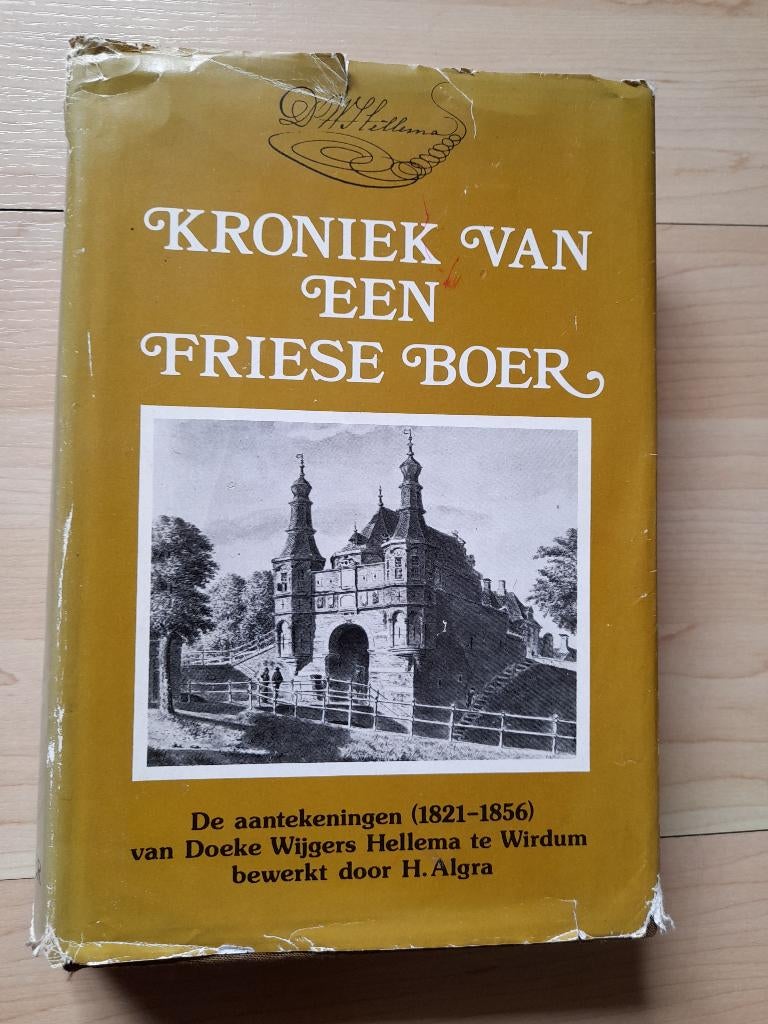 DW Hellema
KRONIEK VAN
EEN
FRIESE BOER
De aantekeningen (1821-1856)
van Doeke Wijgers Hellema te Wirdum
bewerkt door H. Algra